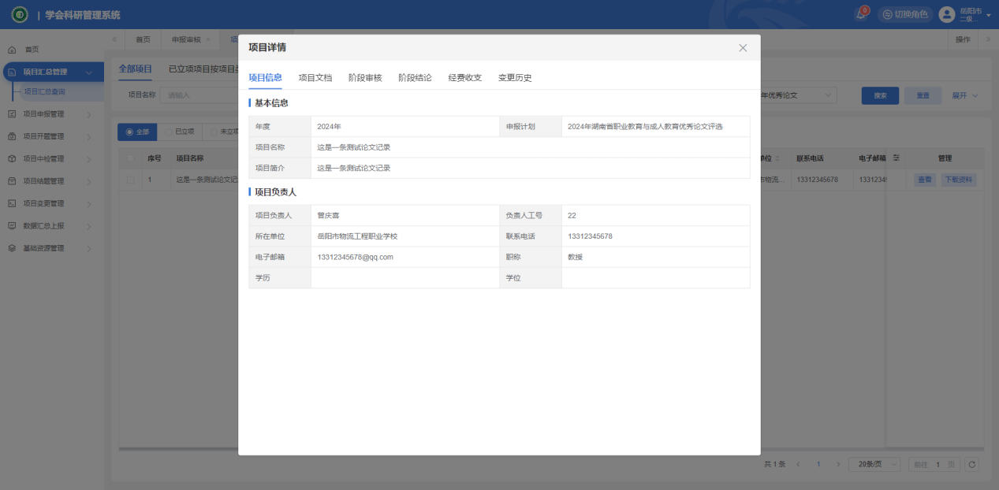 | 学会科研管理系统
0
切换角色
岳阳市
二级...
首页
项目汇总管理
项目汇总查询
项目申报管理
项目开题管理
项目中检管理
项目结题管理
项目变更管理
数据汇总上报
基础资源管理
首页
申报审核
操作
全部项目
已立项项目按项目
项目名称
请输入
年优秀论文
搜索
重置
展开
全部
已立项
未立项
序号
项目名称
联系电话
电子邮箱
管理
1
这是一条测试论文记
市物流...
13312345678
1331234
查看
下载资料
共 1 条
1
20条/页
前往
1
页
项目详情
项目信息
项目文档
阶段审核
阶段结论
经费收支
变更历史
基本信息
年度
2024年
申报计划
2024年湖南省职业教育与成人教育优秀论文评选
项目名称
这是一条测试论文记录
项目简介
这是一条测试论文记录
项目负责人
项目负责人
曾庆喜
负责人工号
22
所在单位
岳阳市物流工程职业学校
联系电话
13312345678
电子邮箱
13312345678@qq.com
职称
教授
学历
学位